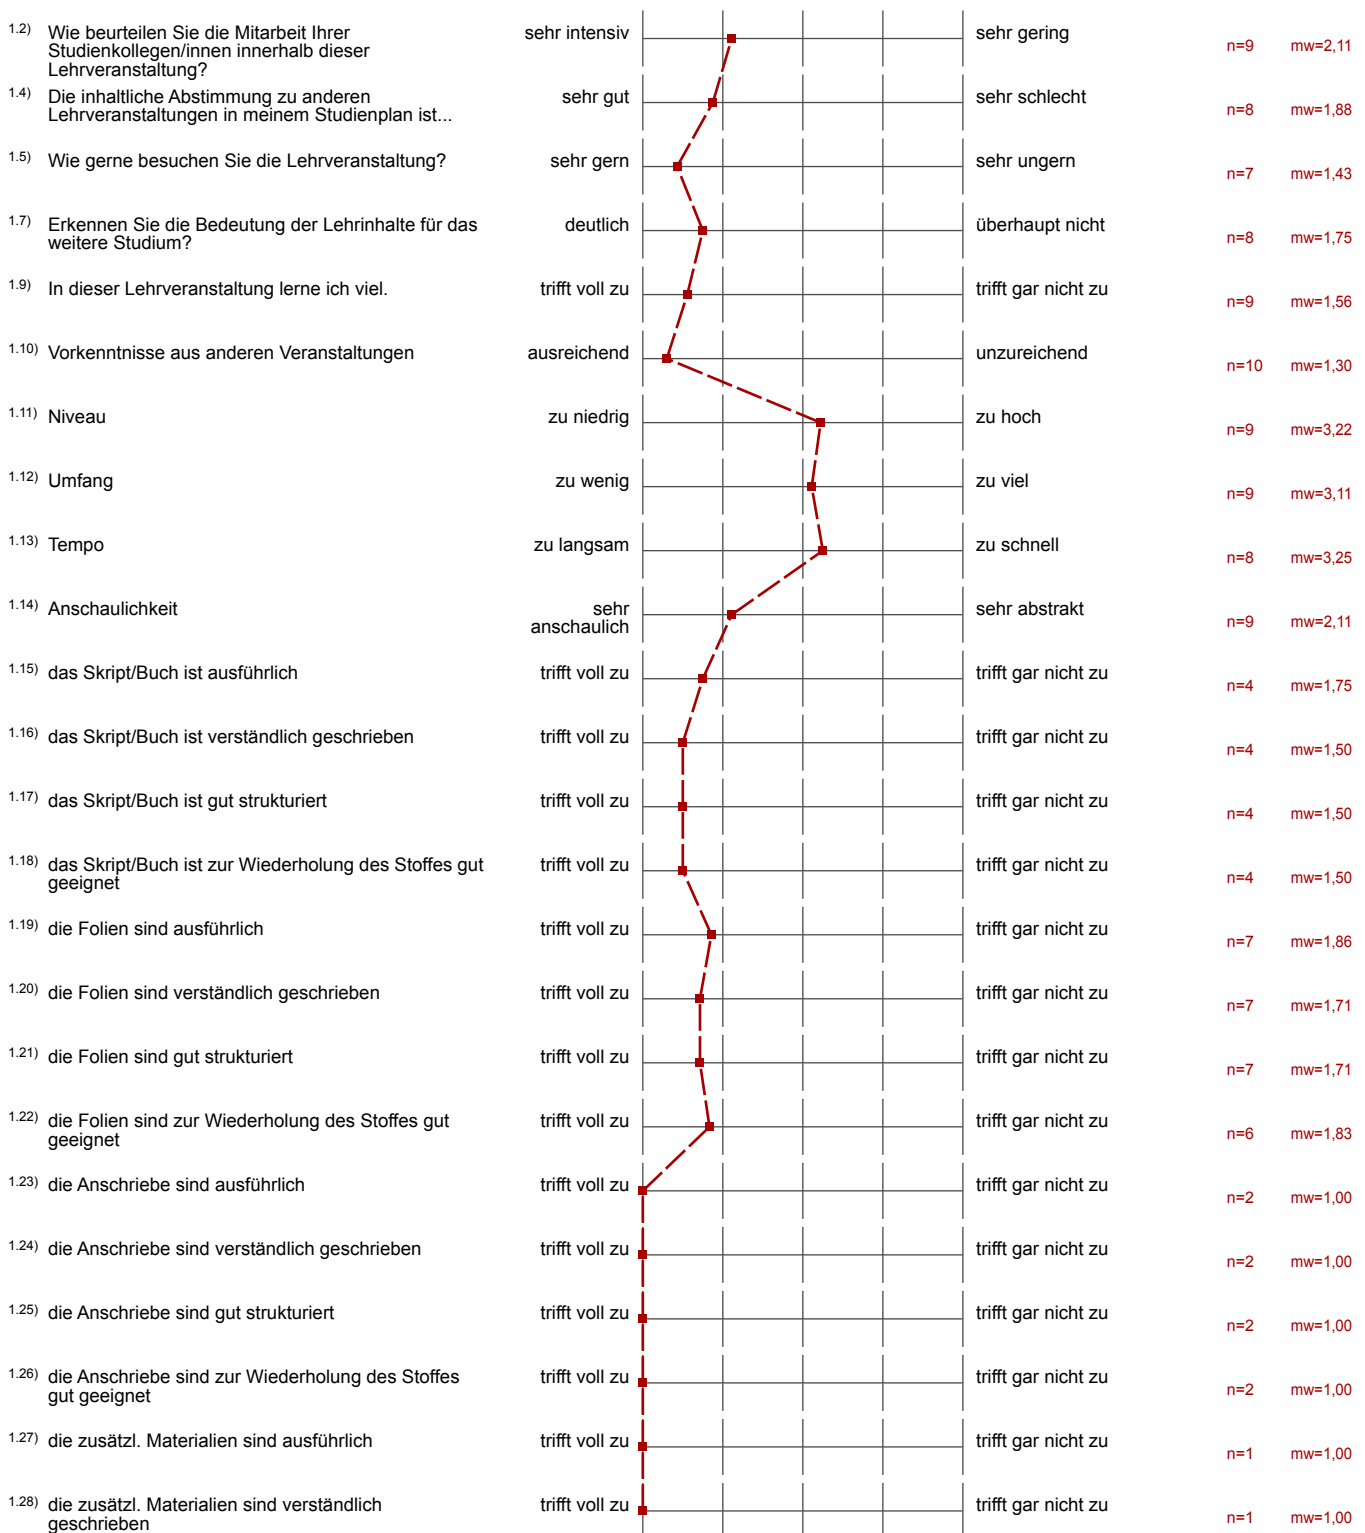 1.2) Wie beurteilen Sie die Mitarbeit Ihrer
Studienkollegen/innen innerhalb dieser
Lehrveranstaltung?
sehr intensiv
sehr gering
n=9 mw=2,11
1.4) Die inhaltliche Abstimmung zu anderen
Lehrveranstaltungen in meinem Studienplan ist...
sehr gut
sehr schlecht
n=8 mw=1,88
1.5) Wie gerne besuchen Sie die Lehrveranstaltung?
sehr gern
sehr ungern
n=7 mw=1,43
1.7) Erkennen Sie die Bedeutung der Lehrinhalte für das
weitere Studium?
deutlich
überhaupt nicht
n=8 mw=1,75
1.9) In dieser Lehrveranstaltung lerne ich viel.
trifft voll zu
trifft gar nicht zu
n=9 mw=1,56
1.10) Vorkenntnisse aus anderen Veranstaltungen
ausreichend
unzureichend
n=10 mw=1,30
1.11) Niveau
zu niedrig
zu hoch
n=9 mw=3,22
1.12) Umfang
zu wenig
zu viel
n=9 mw=3,11
1.13) Tempo
zu langsam
zu schnell
n=8 mw=3,25
1.14) Anschaulichkeit
sehr
anschaulich
sehr abstrakt
n=9 mw=2,11
1.15) das Skript/Buch ist ausführlich
trifft voll zu
trifft gar nicht zu
n=4 mw=1,75
1.16) das Skript/Buch ist verständlich geschrieben
trifft voll zu
trifft gar nicht zu
n=4 mw=1,50
1.17) das Skript/Buch ist gut strukturiert
trifft voll zu
trifft gar nicht zu
n=4 mw=1,50
1.18) das Skript/Buch ist zur Wiederholung des Stoffes gut
geeignet
trifft voll zu
trifft gar nicht zu
n=4 mw=1,50
1.19) die Folien sind ausführlich
trifft voll zu
trifft gar nicht zu
n=7 mw=1,86
1.20) die Folien sind verständlich geschrieben
trifft voll zu
trifft gar nicht zu
n=7 mw=1,71
1.21) die Folien sind gut strukturiert
trifft voll zu
trifft gar nicht zu
n=7 mw=1,71
1.22) die Folien sind zur Wiederholung des Stoffes gut
geeignet
trifft voll zu
trifft gar nicht zu
n=6 mw=1,83
1.23) die Anschriebe sind ausführlich
trifft voll zu
trifft gar nicht zu
n=2 mw=1,00
1.24) die Anschriebe sind verständlich geschrieben
trifft voll zu
trifft gar nicht zu
n=2 mw=1,00
1.25) die Anschriebe sind gut strukturiert
trifft voll zu
trifft gar nicht zu
n=2 mw=1,00
1.26) die Anschriebe sind zur Wiederholung des Stoffes
gut geeignet
trifft voll zu
trifft gar nicht zu
n=2 mw=1,00
1.27) die zusätzl. Materialien sind ausführlich
trifft voll zu
trifft gar nicht zu
n=1 mw=1,00
1.28) die zusätzl. Materialien sind verständlich
geschrieben
trifft voll zu
trifft gar nicht zu
n=1 mw=1,00